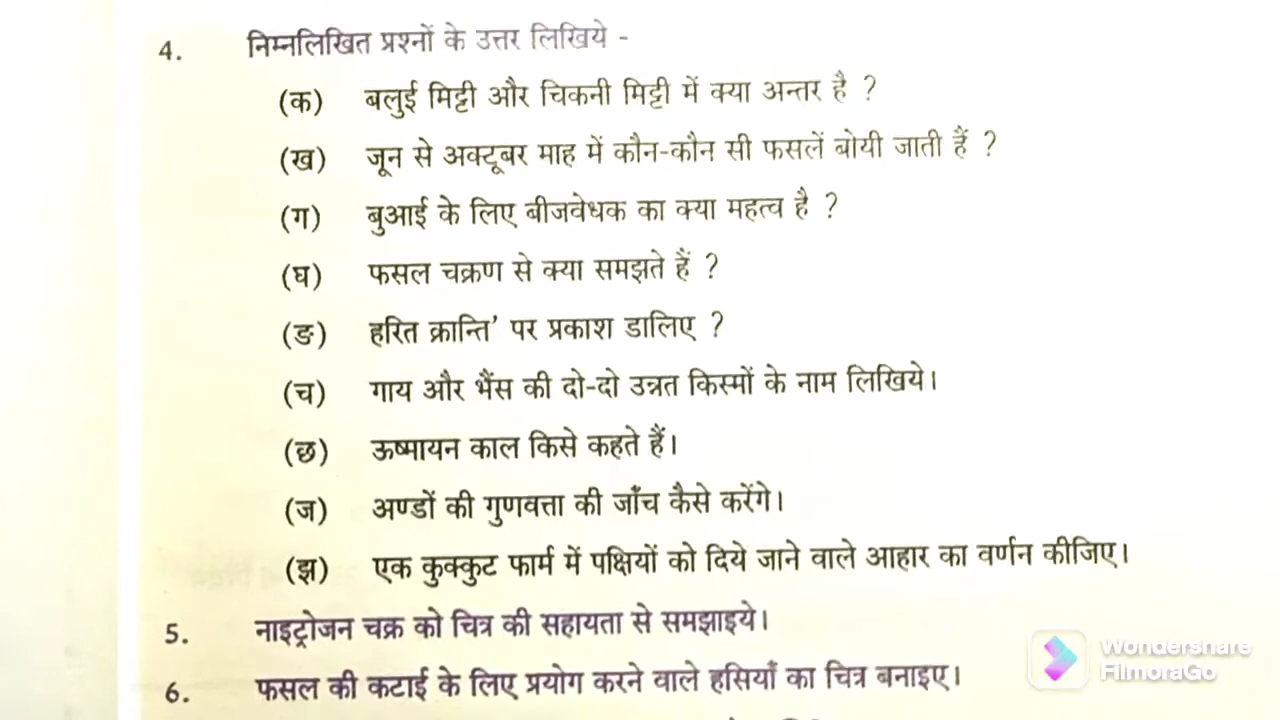 4. निम्नलिखित प्रश्नों के उत्तर लिखिये -
(क) बलुई मिट्टी और चिकनी मिट्टी में क्या अन्तर है ?
(ख) जून से अक्टूबर माह में कौन-कौन सी फसलें बोयी जाती हैं ?
(ग) बुआई के लिए बीजवेधक का क्या महत्व है ?
(घ) फसल चक्रण से क्या समझते हैं ?
(ङ) हरित क्रान्ति' पर प्रकाश डालिए ?
(च) गाय और भैंस की दो-दो उन्नत किस्मों के नाम लिखिये।
(छ) ऊष्मायन काल किसे कहते हैं।
(ज) अण्डों की गुणवत्ता की जाँच कैसे करेंगे।
(झ) एक कुक्कुट फार्म में पक्षियों को दिये जाने वाले आहार का वर्णन कीजिए।
5. नाइट्रोजन चक्र को चित्र की सहायता से समझाइये।
6. फसल की कटाई के लिए प्रयोग करने वाले हसियाँ का चित्र बनाइए।
Wondershare
FilmoraGo